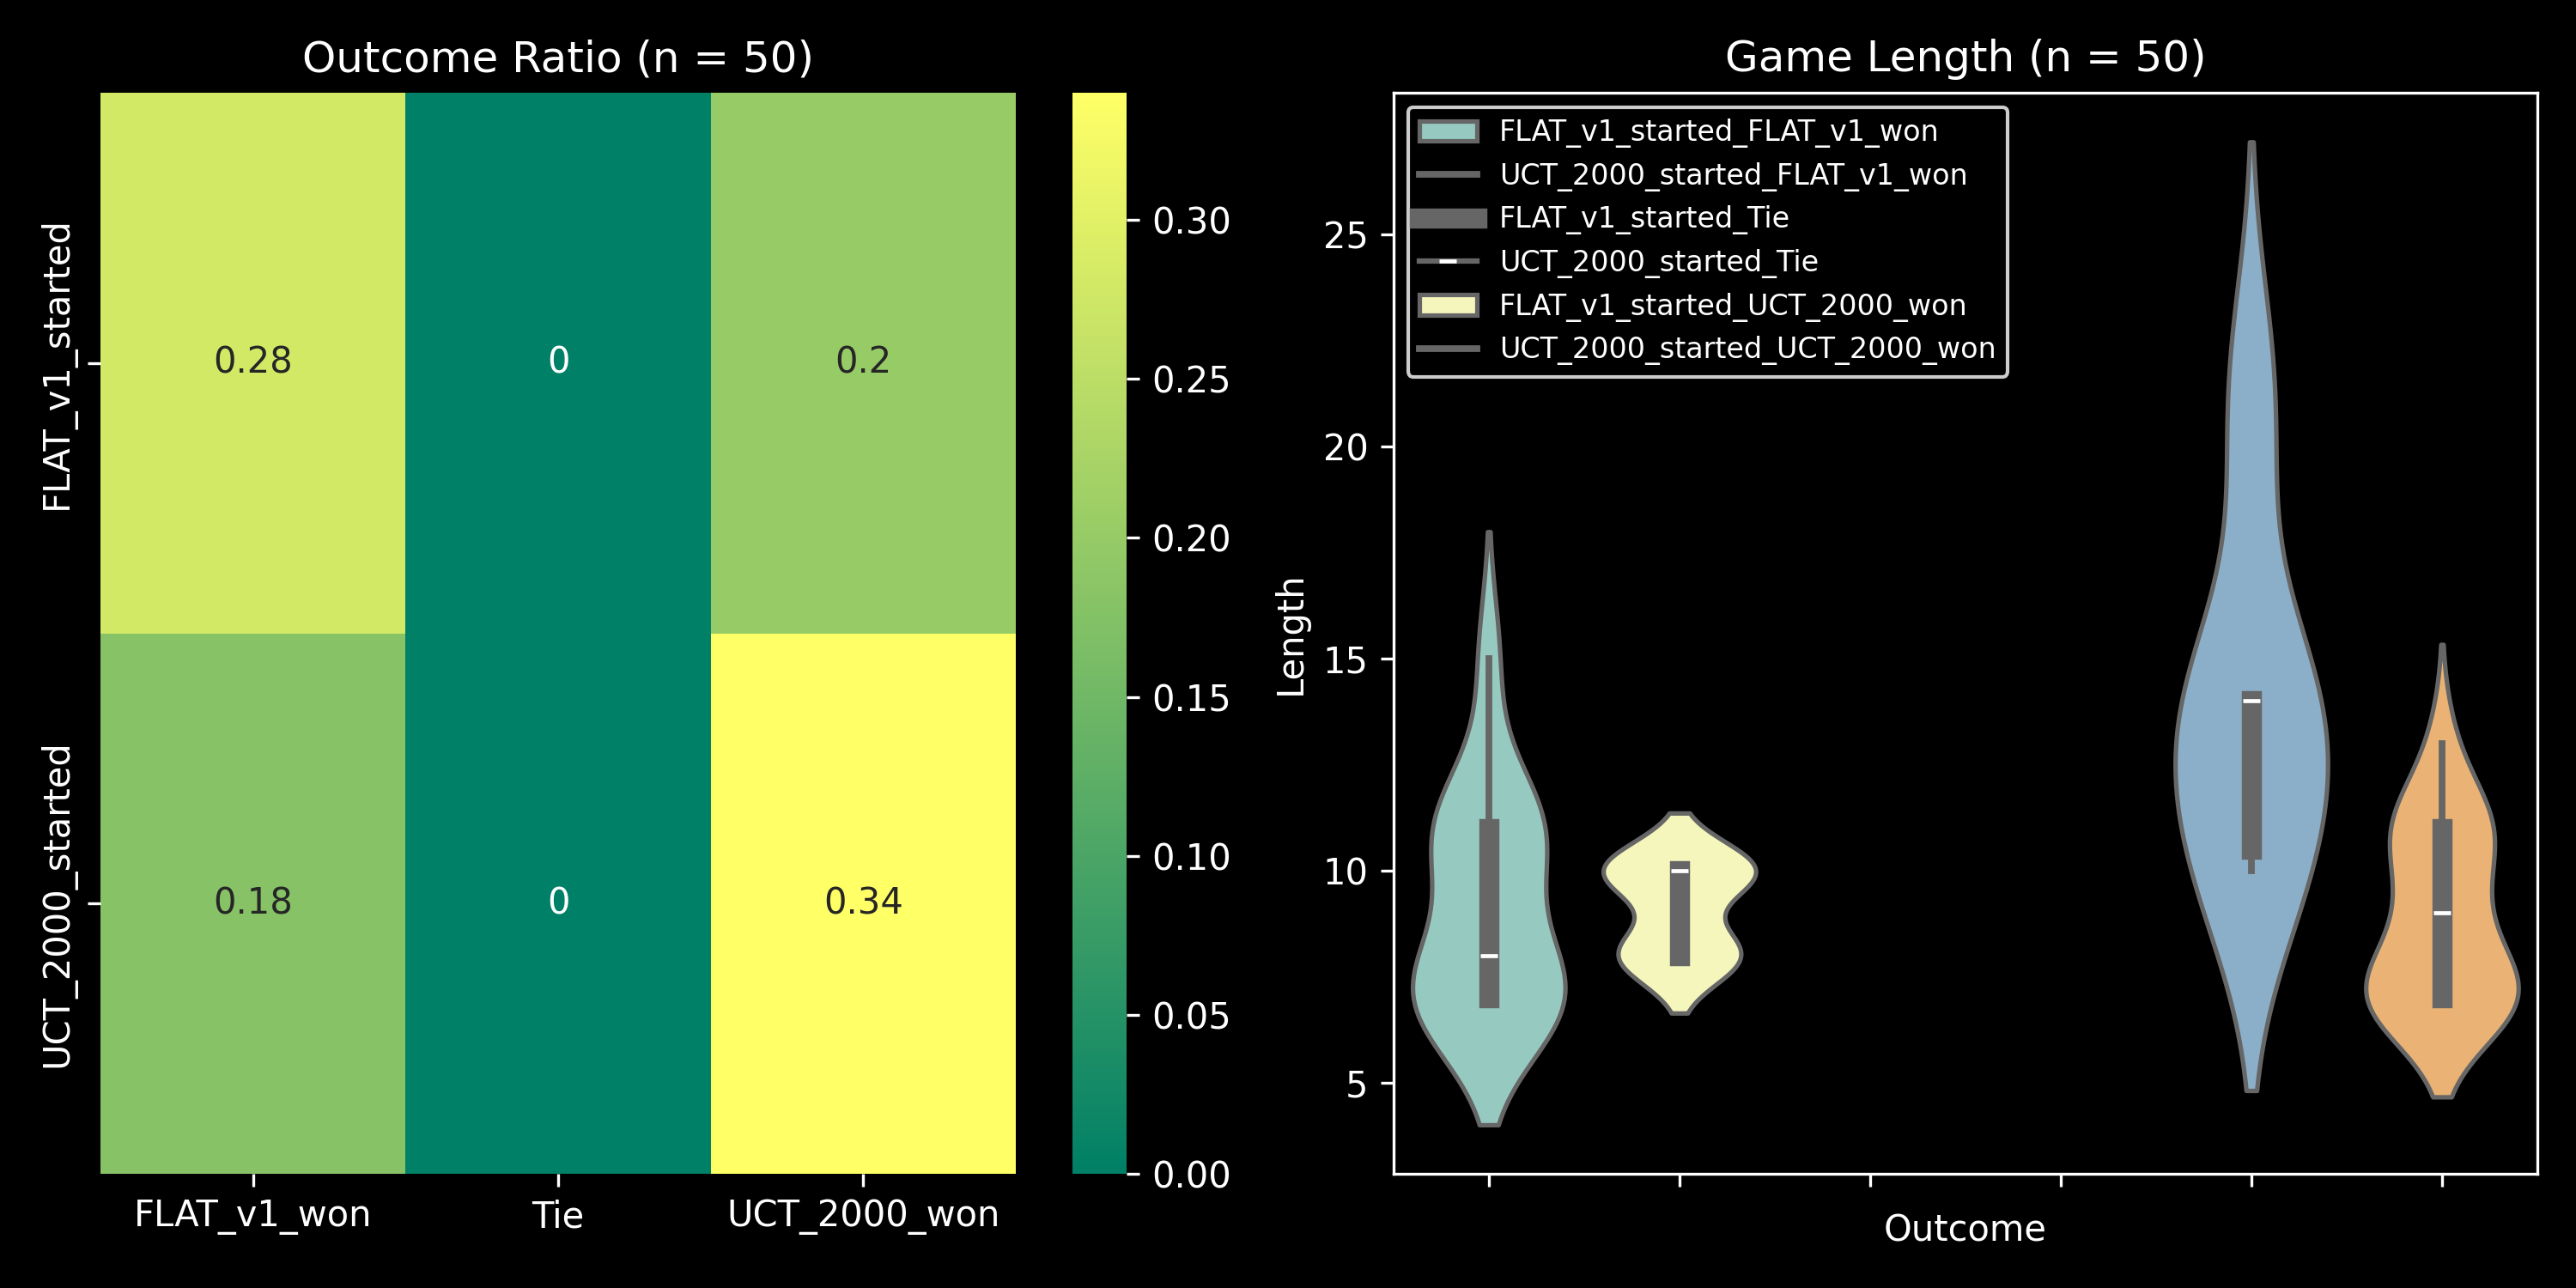 Outcome Ratio (n = 50)
FLAT_v1_started
UCT_2000_started
0.28
0
0.2
0.18
0
0.34
FLAT_v1_won
Tie
UCT_2000_won
0.30
0.25
0.20
0.15
0.10
0.05
0.00
Game Length (n = 50)
FLAT_v1_started_FLAT_v1_won
UCT_2000_started_FLAT_v1_won
FLAT_v1_started_Tie
UCT_2000_started_Tie
FLAT_v1_started_UCT_2000_won
UCT_2000_started_UCT_2000_won
Length
25
20
15
10
5
Outcome